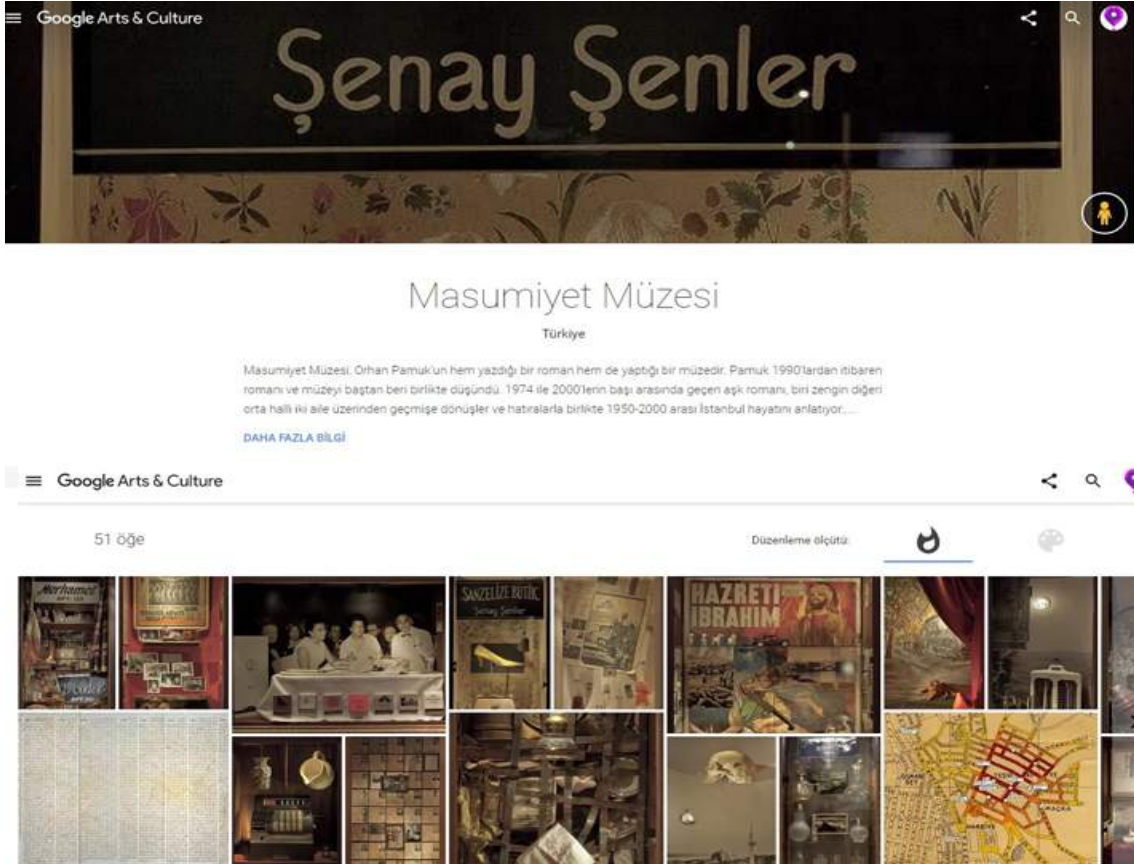 Google Arts & Culture
Şenay Şenler
Masumiyet Müzesi
Türkiye
Masumiyet Müzesi, Orhan Pamuk'un hem yazdığı bir roman hem de yaptığı bir müzedir. Pamuk 1990'lardan itibaren
romanı ve müzeyi baştan beri birlikte düşündü. 1974 ile 2000'lerin başı arasında geçen aşk romanı, biri zengin diğeri
orta halli iki aile üzerinden geçmişe dönüşler ve hatıralarla birlikte 1950-2000 arası İstanbul hayatını anlatıyor....
DAHA FAZLA BİLGİ
Google Arts & Culture
51 öğe
Düzenleme ölçütü:
Merhamet
ŞANZELİZE BUTİK
Şenay Şenler
HAZRETİ
İBRAHİM
HARBİYE